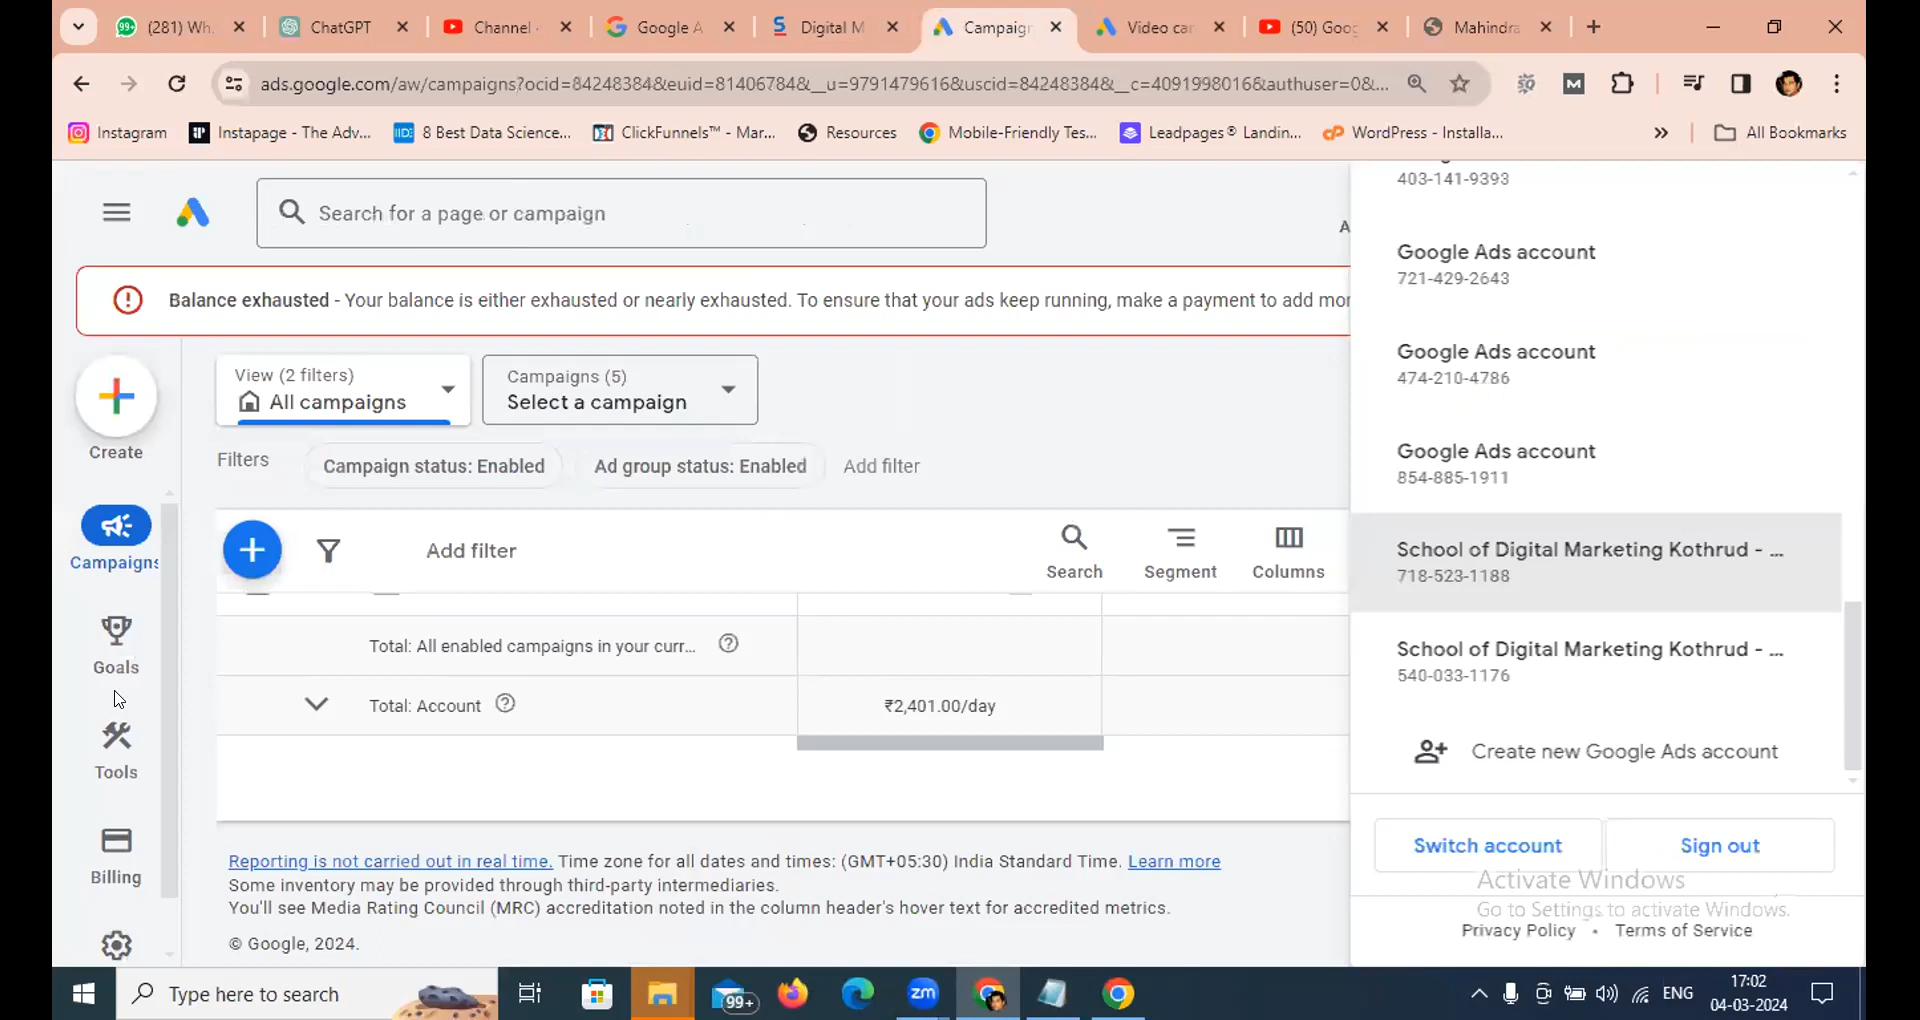 (281) Wh.
ChatGPT
Channel
Google A
Digital M
Campaign
Video car
(50) Goog
Mahindra
ads.google.com/aw/campaigns?ocid=84248384&euid=81406784&__u=9791479616&uscid=84248384&__c=4091998016&authuser=0&...
Instagram
Instapage - The Adv...
8 Best Data Science...
ClickFunnels™ - Mar...
Resources
Mobile-Friendly Tes...
Leadpages® Landin...
WordPress - Installa...
All Bookmarks
Search for a page or campaign
Balance exhausted - Your balance is either exhausted or nearly exhausted. To ensure that your ads keep running, make a payment to add mor
Create
Campaigns
Goals
Tools
Billing
View (2 filters)
All campaigns
Campaigns (5)
Select a campaign
Filters
Campaign status: Enabled
Ad group status: Enabled
Add filter
Add filter
Search
Segment
Columns
Total: All enabled campaigns in your curr...
Total: Account
₹2,401.00/day
Reporting is not carried out in real time. Time zone for all dates and times: (GMT+05:30) India Standard Time. Learn more
Some inventory may be provided through third-party intermediaries.
You'll see Media Rating Council (MRC) accreditation noted in the column header's hover text for accredited metrics.
© Google, 2024.
403-141-9393
Google Ads account
721-429-2643
Google Ads account
474-210-4786
Google Ads account
854-885-1911
School of Digital Marketing Kothrud - ...
718-523-1188
School of Digital Marketing Kothrud - ...
540-033-1176
Create new Google Ads account
Switch account
Sign out
Activate Windows
Go to Settings to activate Windows.
Privacy Policy • Terms of Service
Type here to search
99+
zm
ENG
17:02
04-03-2024